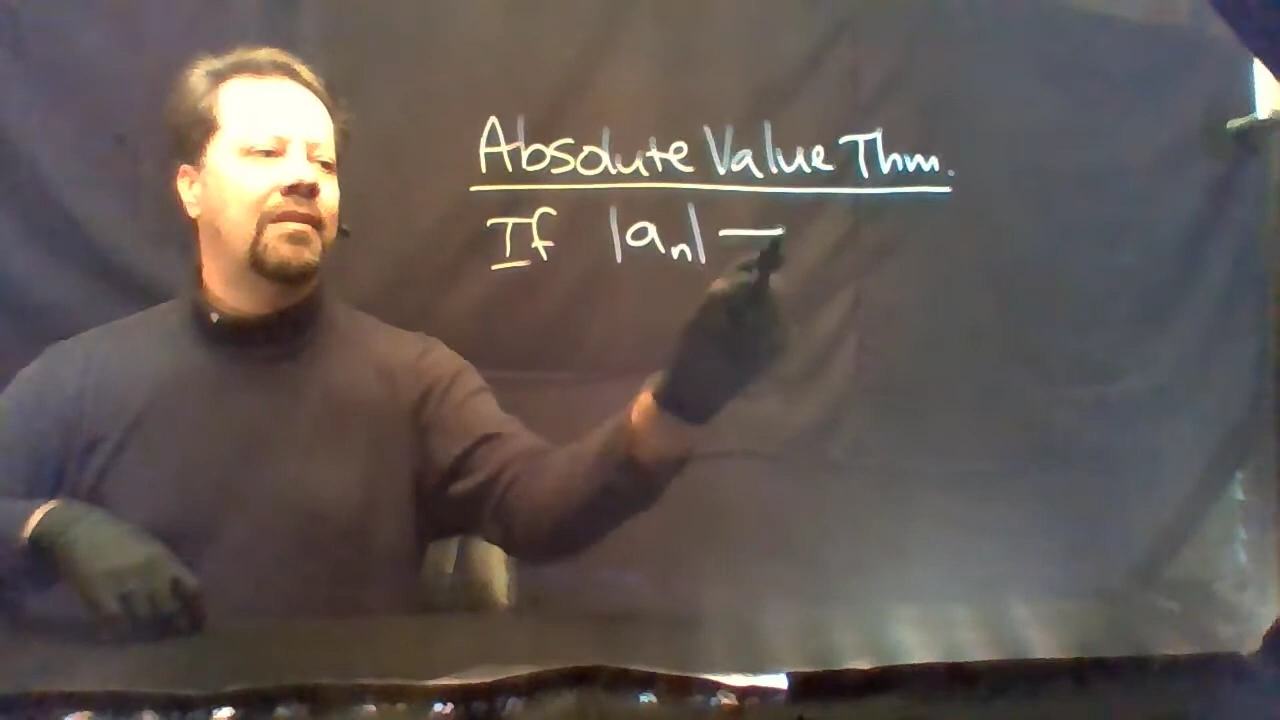 Absolute Value Thm.
If |aₙ| —